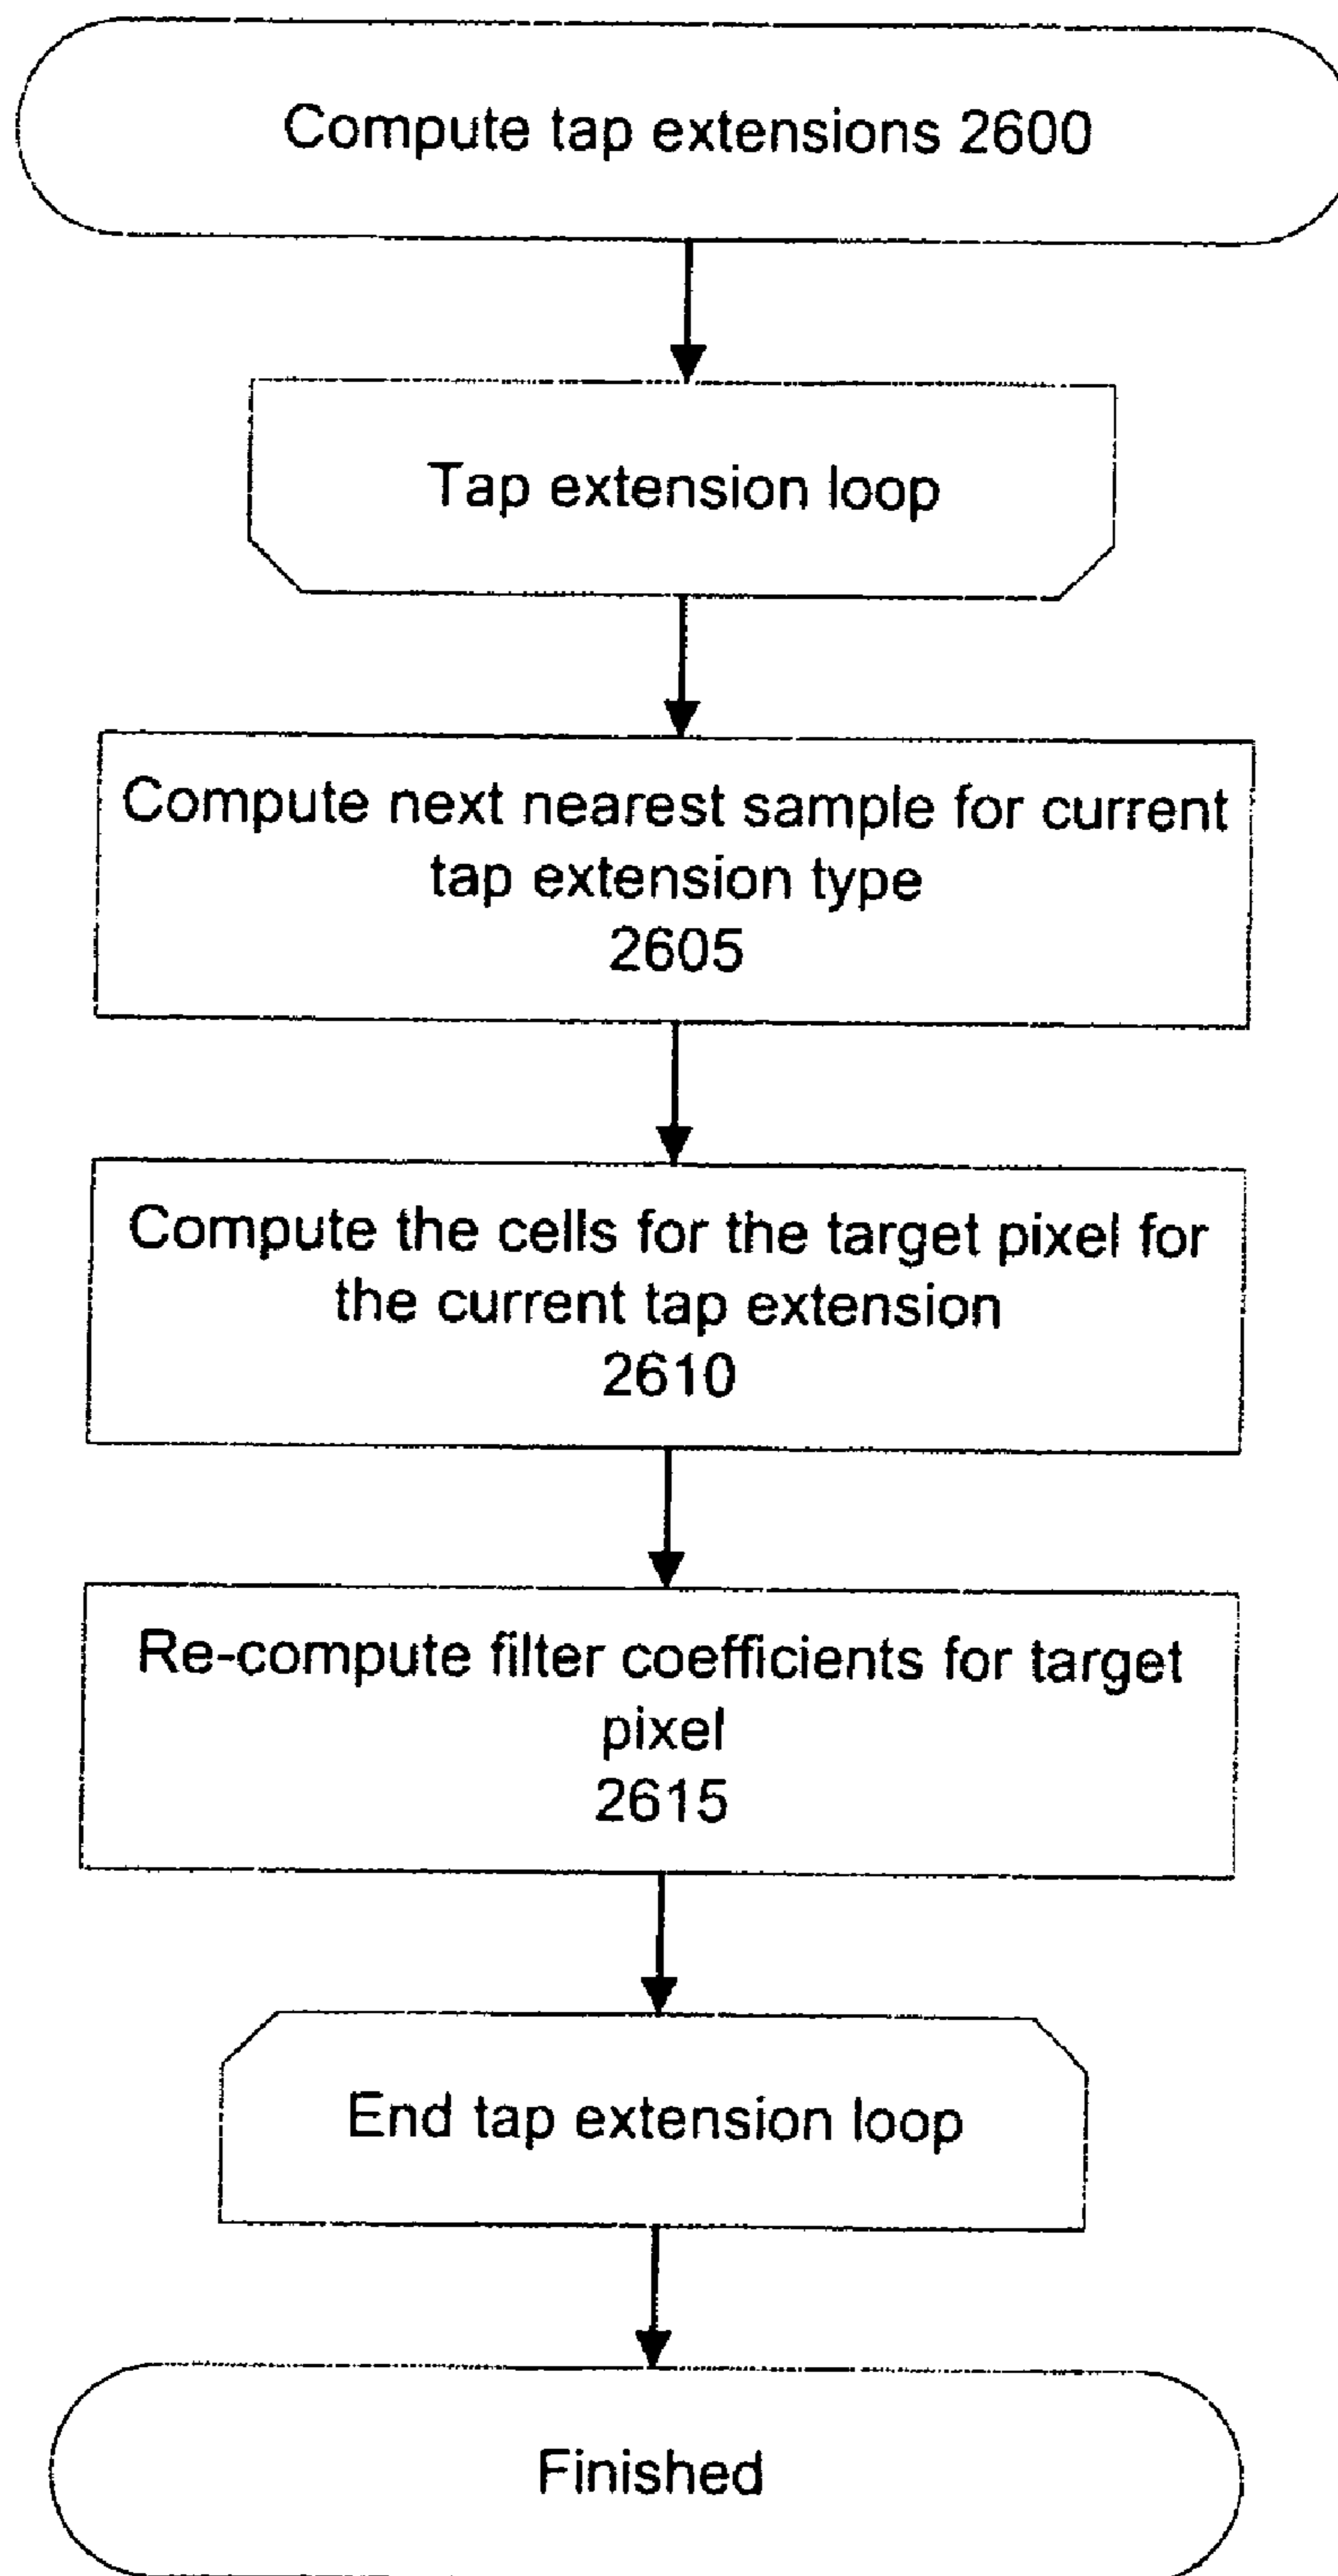 Compute tap extensions 2600
Tap extension loop
Compute next nearest sample for current
tap extension type
2605
Compute the cells for the target pixel for
the current tap extension
2610
Re-compute filter coefficients for target
pixel
2615
End tap extension loop
Finished